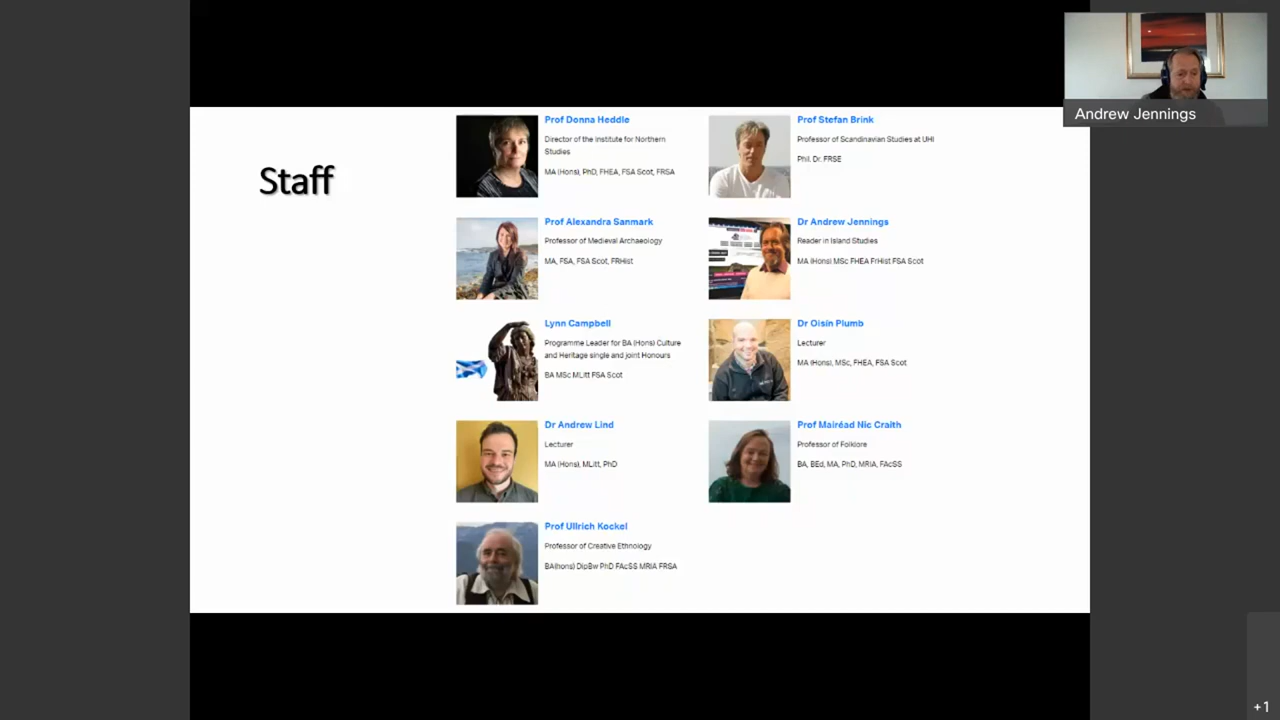 Staff
Prof Donna Heddle
Director of the Institute for Northern
Studies
MA (Hons), PhD, FHEA, FSA Scot, FRSA
Prof Stefan Brink
Professor of Scandinavian Studies at UHI
Phil. Dr. FRSE
Prof Alexandra Sanmark
Professor of Medieval Archaeology
MA, FSA, FSA Scot, FRHist
Dr Andrew Jennings
Reader in Island Studies
MA (Hons) MSc FHEA FrHist FSA Scot
Lynn Campbell
Programme Leader for BA (Hons) Culture
and Heritage single and joint Honours
BA MSc MLitt FSA Scot
Dr Oisín Plumb
Lecturer
MA (Hons), MSc, FHEA, FSA Scot
Dr Andrew Lind
Lecturer
MA (Hons), MLitt, PhD
Prof Mairéad Nic Craith
Professor of Folklore
BA, BEd, MA, PhD, MRIA, FAcSS
Prof Ullrich Kockel
Professor of Creative Ethnology
BA(hons) DipBw PhD FAcSS MRIA FRSA
Andrew Jennings
+1